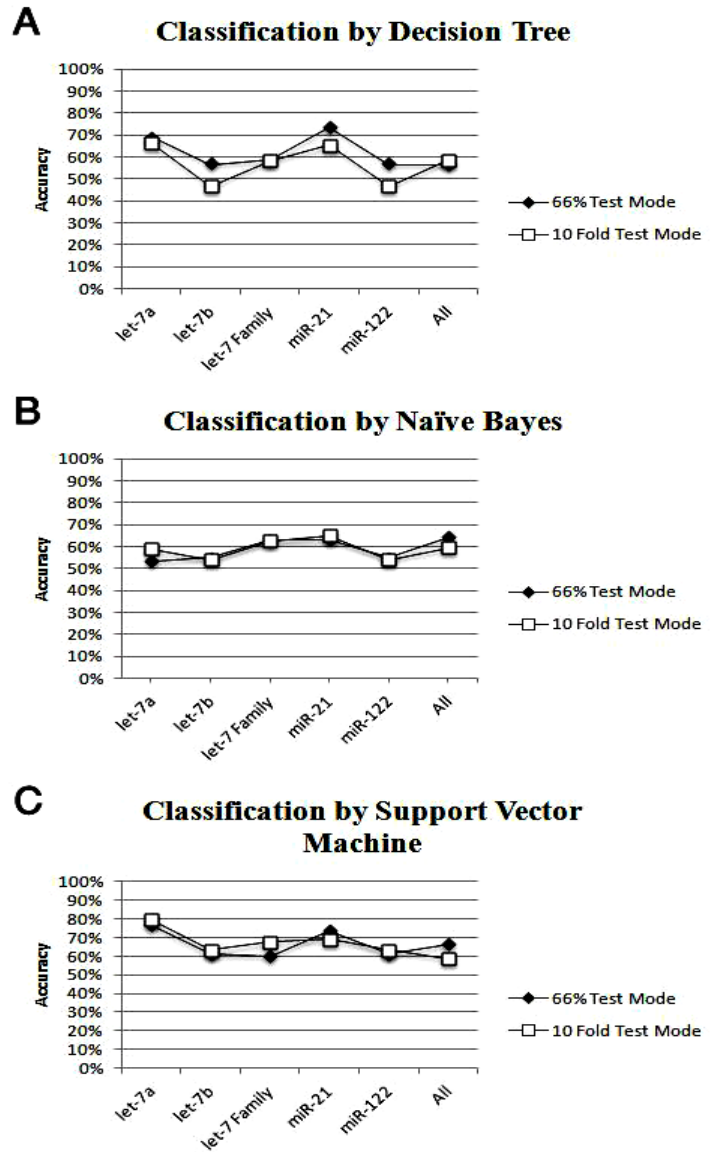 A
Classification by Decision Tree
100%
90%
80%
70%
60%
50%
40%
30%
20%
10%
0%
Accuracy
let-7a
let-7b
let-7 Family
miR-21
miR-122
All
66% Test Mode
10 Fold Test Mode
B
Classification by Naïve Bayes
100%
90%
80%
70%
60%
50%
40%
30%
20%
10%
0%
Accuracy
let-7a
let-7b
let-7 Family
miR-21
miR-122
All
66% Test Mode
10 Fold Test Mode
C
Classification by Support Vector
Machine
100%
90%
80%
70%
60%
50%
40%
30%
20%
10%
0%
Accuracy
let-7a
let-7b
let-7 Family
miR-21
miR-122
All
66% Test Mode
10 Fold Test Mode